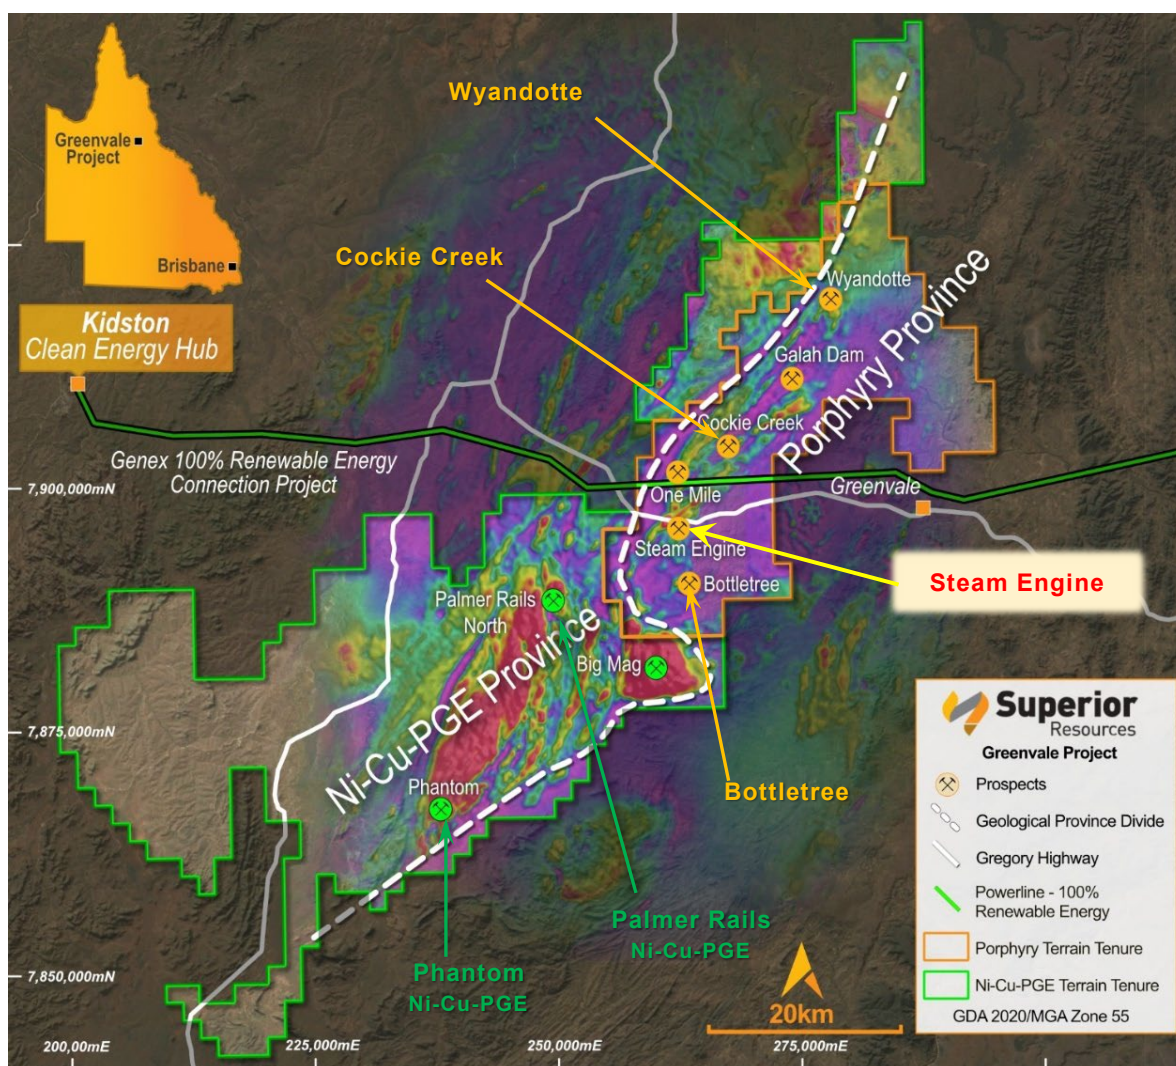 Wyandotte
Greenvale
Project
Brisbane
Cockie Creek
Kidston
Clean Energy Hub
Wyandotte
Galah Dam
Porphyry Province
Cockie Creek
Genex 100% Renewable Energy
Connection Project
7,900,000mN
One Mile
Greenvale
Steam Engine
Steam Engine
Bottletree
Palmer Rails
North
Ni-Cu-PGE Province
Big Mag
7,875,000mN
Phantom
Bottletree
Palmer Rails
Ni-Cu-PGE
Phantom
Ni-Cu-PGE
7,850,000mN
20km
200,00mE
225,000mE
250,000mE
275,000mE
Superior
Resources
Greenvale Project
Prospects
Geological Province Divide
Gregory Highway
Powerline - 100%
Renewable Energy
Porphyry Terrain Tenure
Ni-Cu-PGE Terrain Tenure
GDA 2020/MGA Zone 55